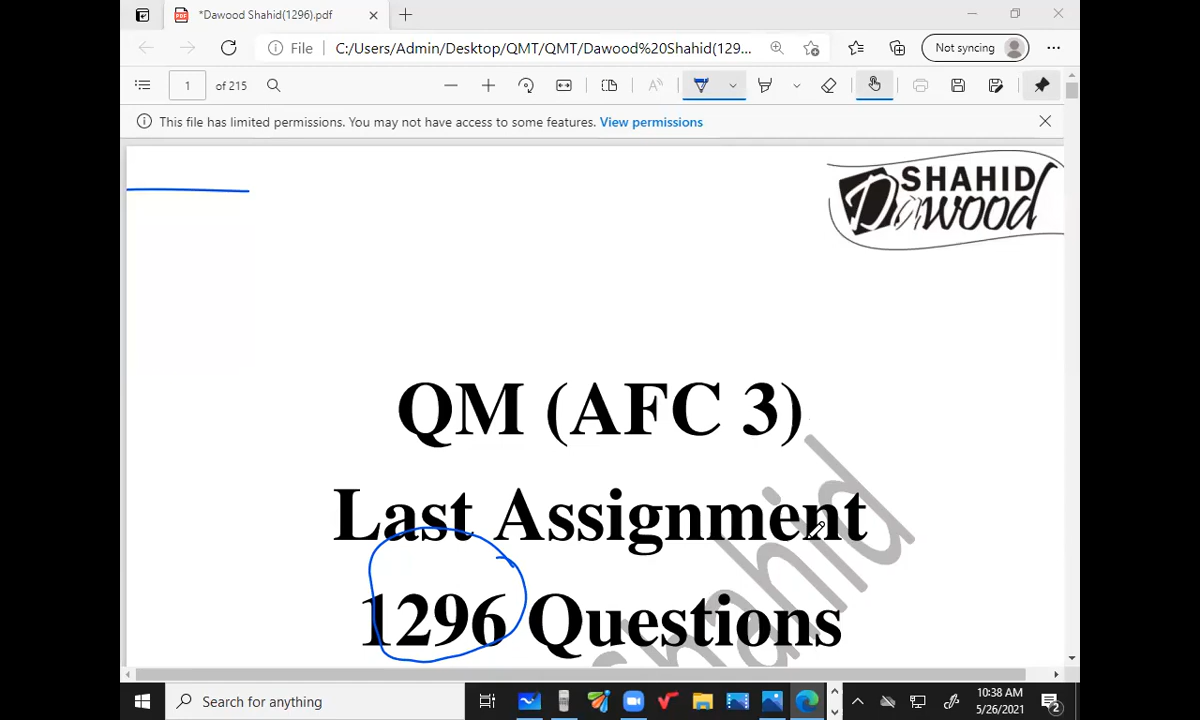 *Dawood Shahid(1296).pdf
File
C:/Users/Admin/Desktop/QMT/QMT/Dawood%20Shahid(129...
Not syncing
1
of 215
This file has limited permissions. You may not have access to some features. View permissions
SHAHID
Dawood
QM (AFC 3)
Last Assignment
1296 Questions
shahid
Search for anything
10:38 AM
5/26/2021
2